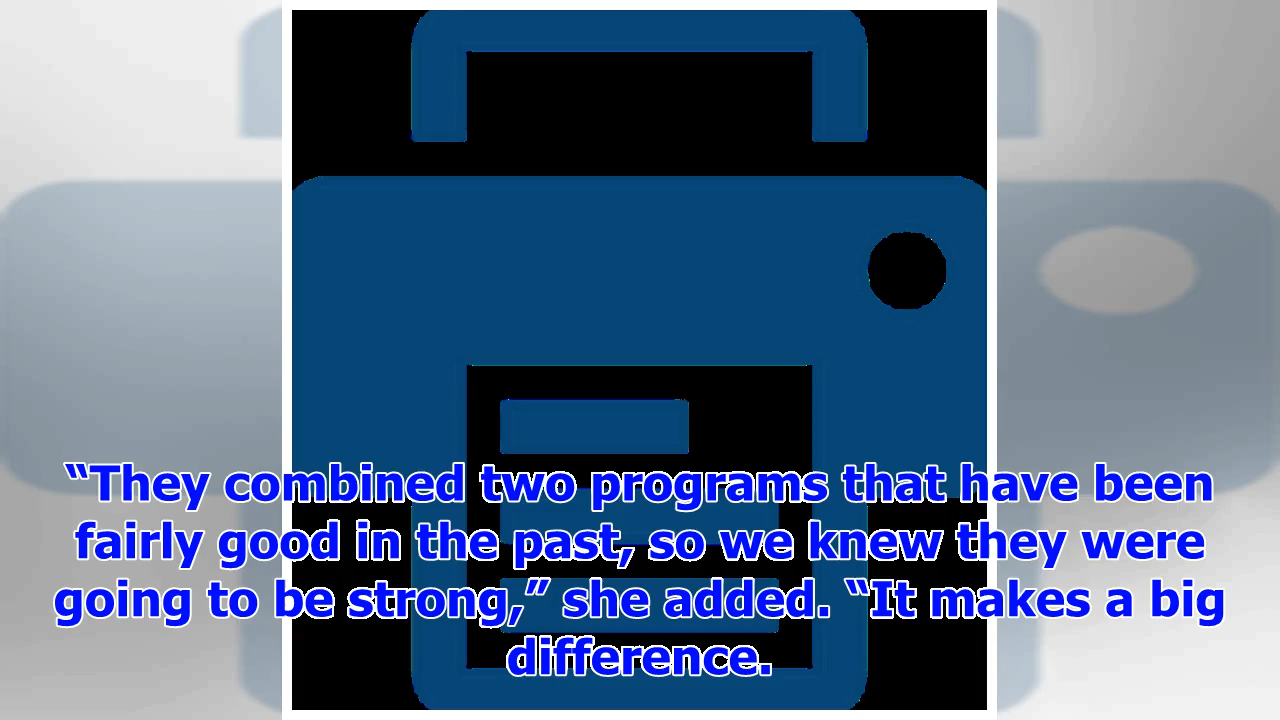 “They combined two programs that have been
fairly good in the past, so we knew they were
going to be strong,” she added. “It makes a big
difference.